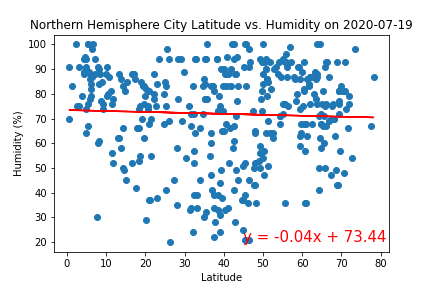 Northern Hemisphere City Latitude vs. Humidity on 2020-07-19
100
90
80
70
60
50
40
30
20
Humidity (%)
y = -0.04x + 73.44
0 10 20 30 40 50 60 70 80
Latitude